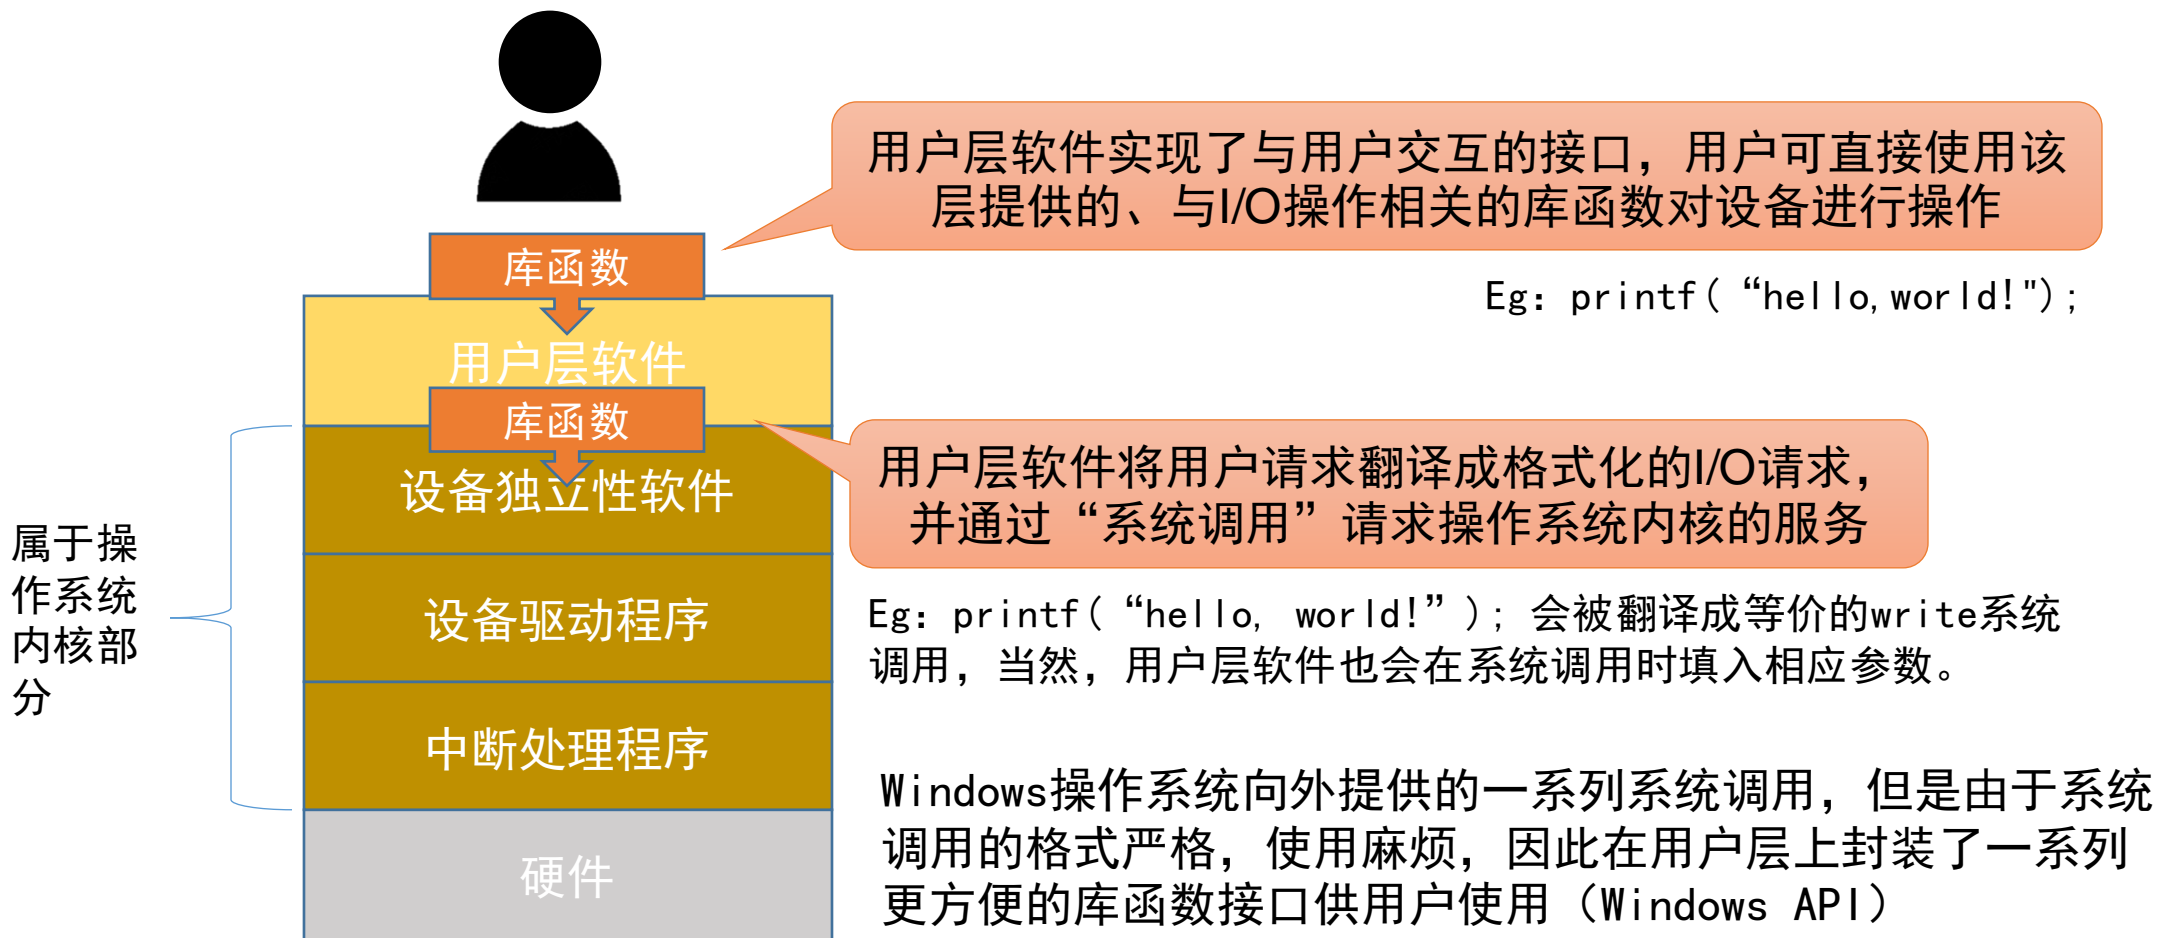 用户层软件实现了与用户交互的接口，用户可直接使用该
层提供的、与I/O操作相关的库函数对设备进行操作
库函数
Eg：printf(“hello,world!");
用户层软件
库函数
用户层软件将用户请求翻译成格式化的I/O请求，
并通过“系统调用”请求操作系统内核的服务
设备独立性软件
属于操
作系统
内核部
分
设备驱动程序
Eg：printf(“hello, world!”); 会被翻译成等价的write系统
调用，当然，用户层软件也会在系统调用时填入相应参数。
中断处理程序
Windows操作系统向外提供的一系列系统调用，但是由于系统
调用的格式严格，使用麻烦，因此在用户层上封装了一系列
更方便的库函数接口供用户使用（Windows API）
硬件